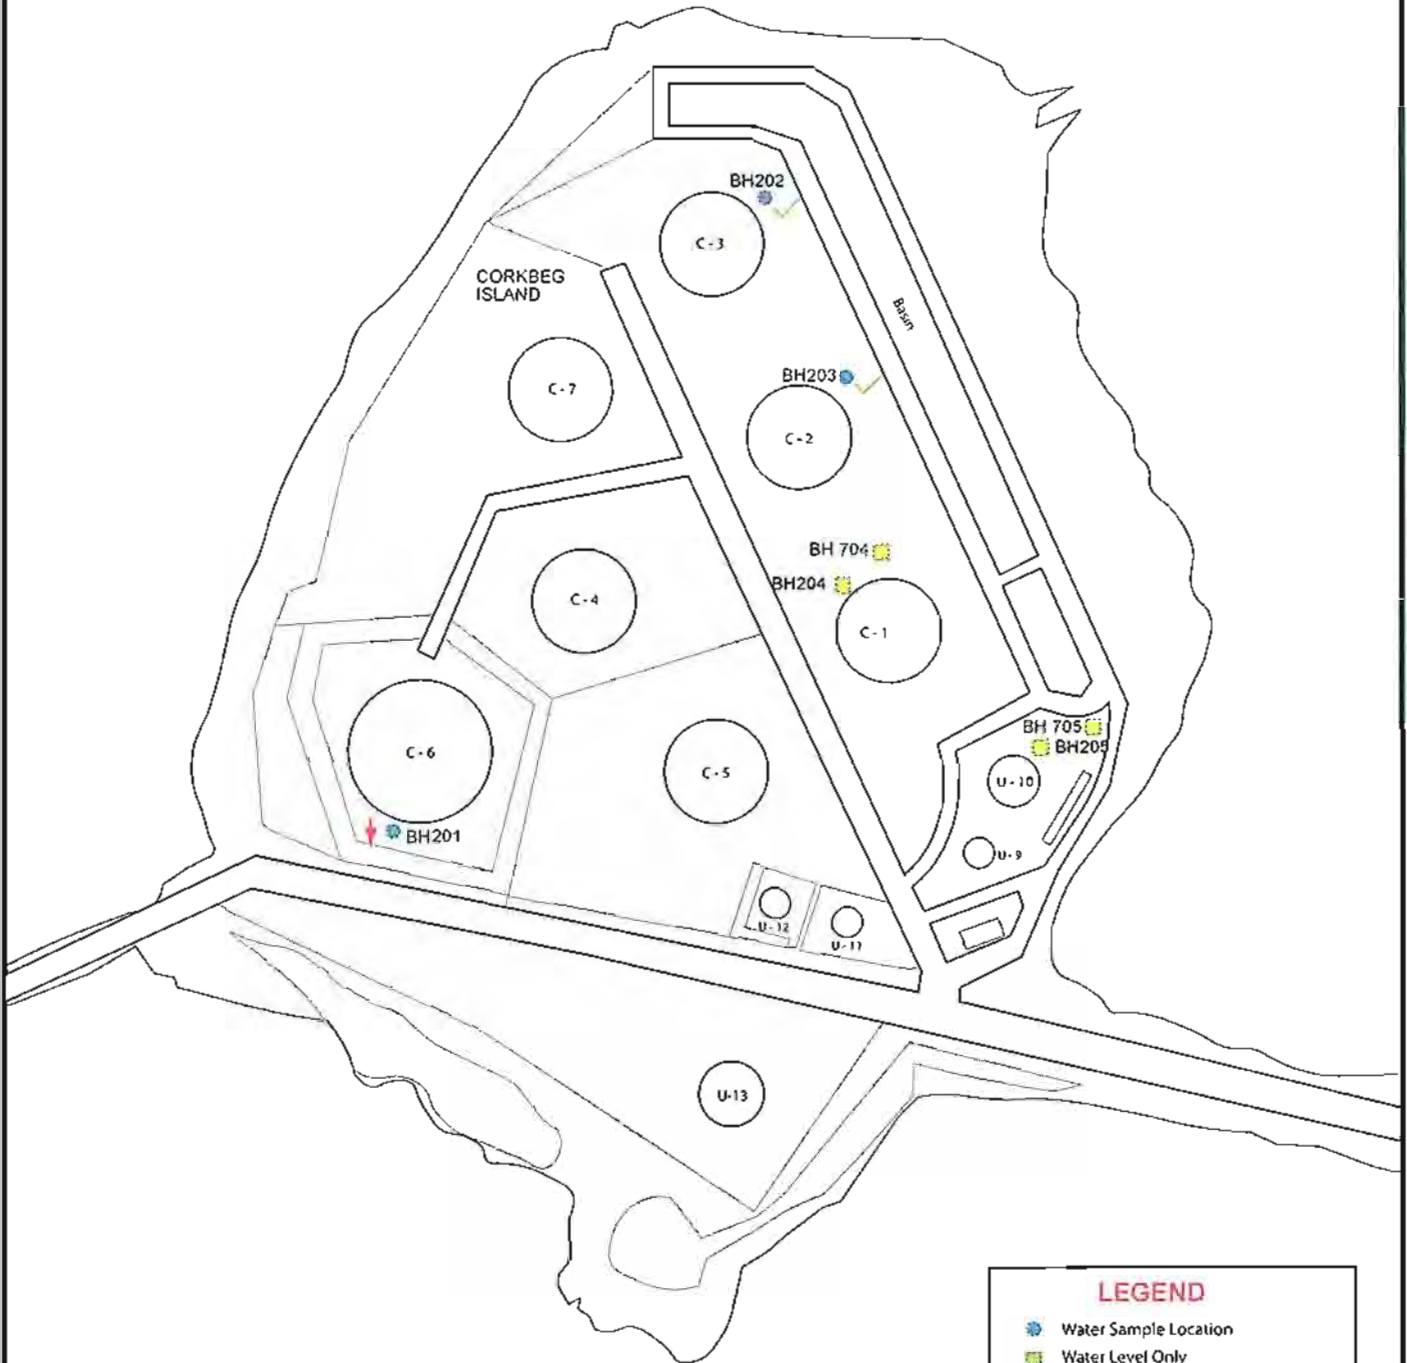 BH202
C-3
CORKBEG
ISLAND
Basin
BH203
C-7
C-2
BH 704
BH204
C-4
C-1
BH 705
BH205
C-6
C-5
U-10
BH201
U-9
U-12
U-11
U-13
LEGEND
Water Sample Location
Water Level Only